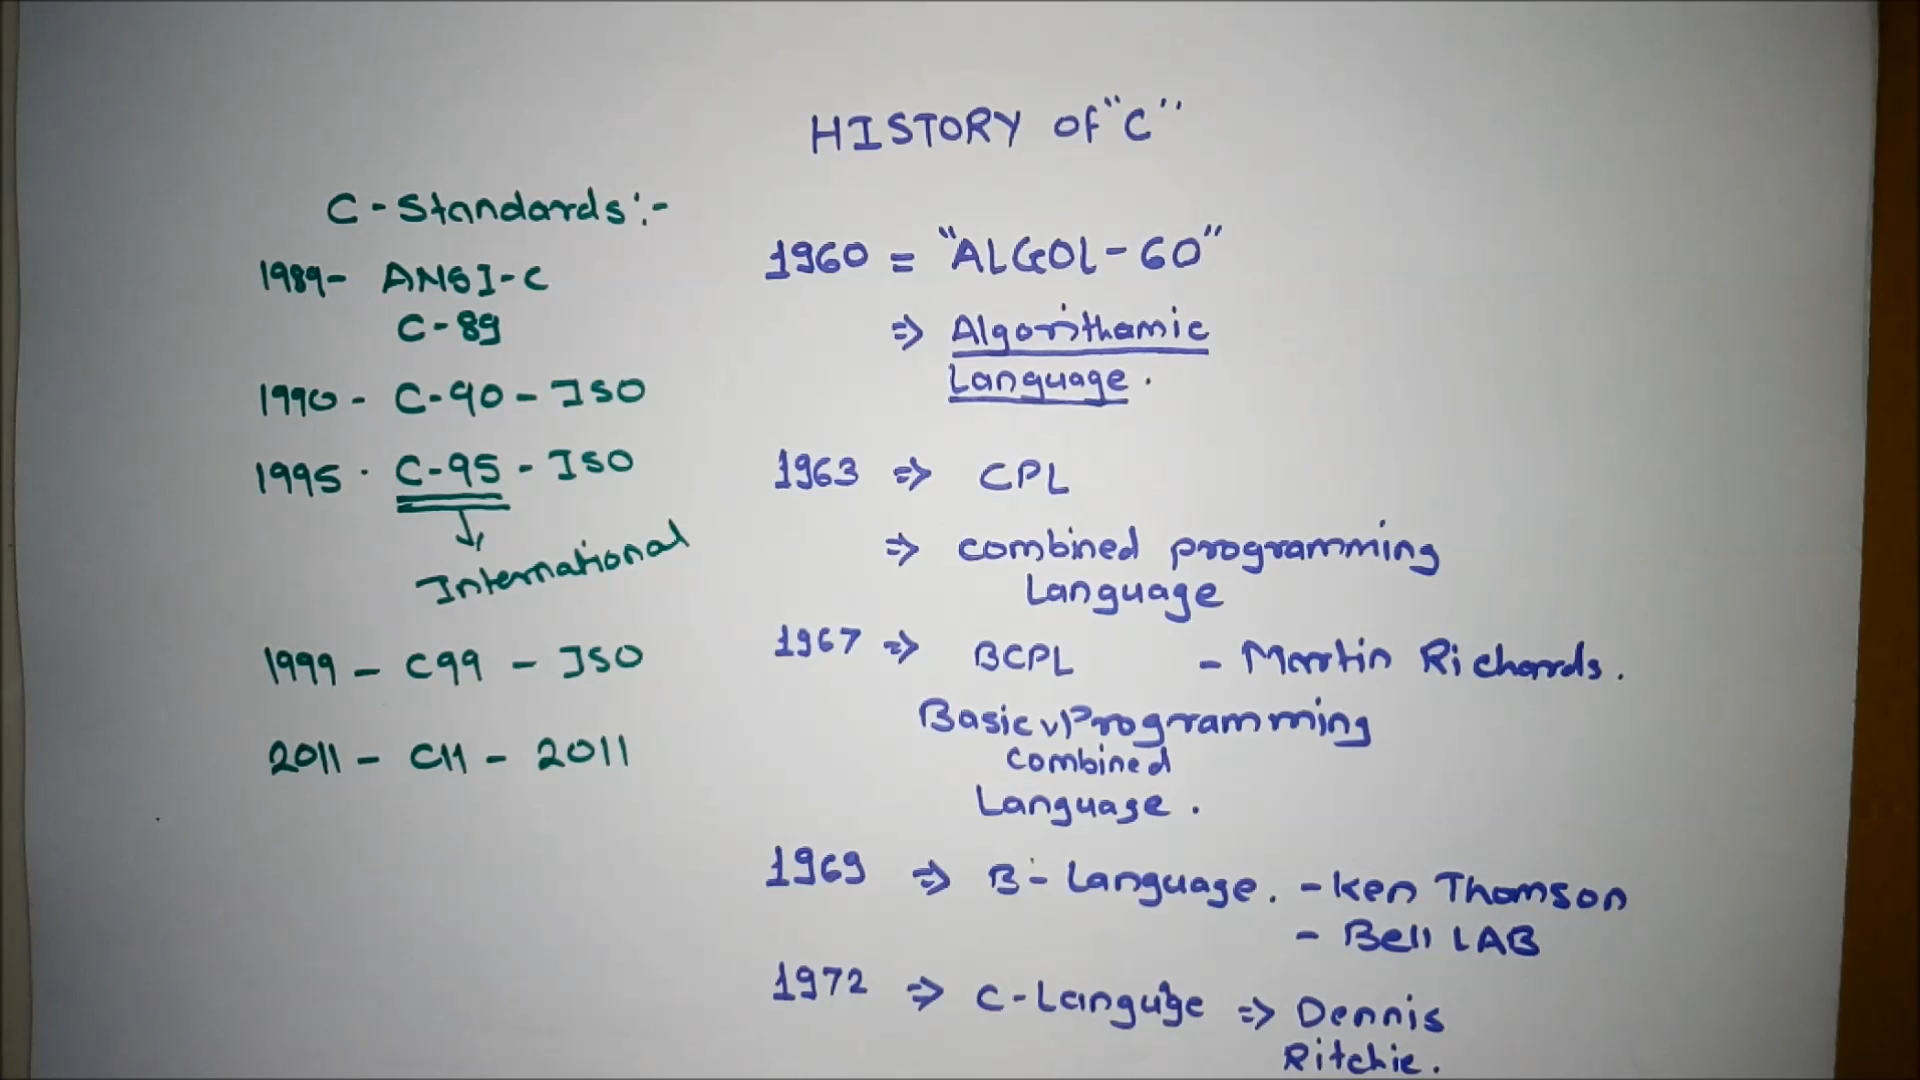 HISTORY OF "C"
C - Standards :-
1989 - ANSI - C
C - 89
1990 - C - 90 - ISO
1995 - C - 95 - ISO
International
1999 - C99 - ISO
2011 - C11 - 2011
1960 = "ALGOL - 60"
=> Algorithamic
Language.
1963 => CPL
=> combined programming
Language
1967 => BCPL - Martin Richards.
Basic v Programming
Combined
Language.
1969 => B - Language. - Ken Thomson
- Bell LAB
1972 => C - Languge => Dennis
Ritchie.